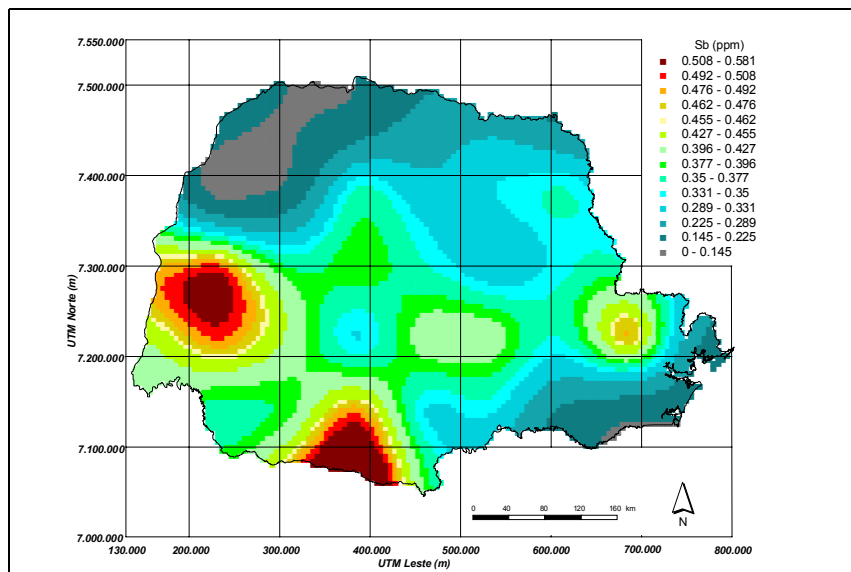 7.550.000
7.500.000
7.400.000
7.300.000
7.200.000
7.100.000
7.000.000
UTM Norte (m)
Sb (ppm)
0.508 - 0.581
0.492 - 0.508
0.476 - 0.492
0.462 - 0.476
0.455 - 0.462
0.427 - 0.455
0.396 - 0.427
0.377 - 0.396
0.35 - 0.377
0.331 - 0.35
0.289 - 0.331
0.225 - 0.289
0.145 - 0.225
0 - 0.145
0 40 80 120 160 km
N
130.000 200.000 300.000 400.000 500.000 600.000 700.000 800.000
UTM Leste (m)